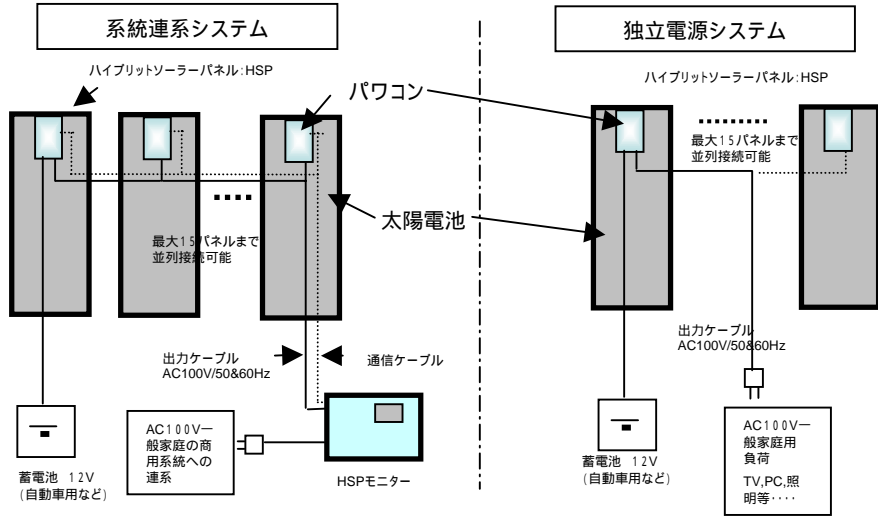 系統連系システム
独立電源システム
ハイブリットソーラーパネル:HSP
ハイブリットソーラーパネル:HSP
パワコン
最大15パネルまで
並列接続可能
太陽電池
最大15パネルまで
並列接続可能
出力ケーブル
AC100V/50&60Hz
通信ケーブル
出力ケーブル
AC100V/50&60Hz
AC100V一
般家庭の商
用系統への
連系
蓄電池 12V
(自動車用など)
HSPモニター
蓄電池 12V
(自動車用など)
AC100V一
般家庭用
負荷
TV,PC,照
明等‥‥